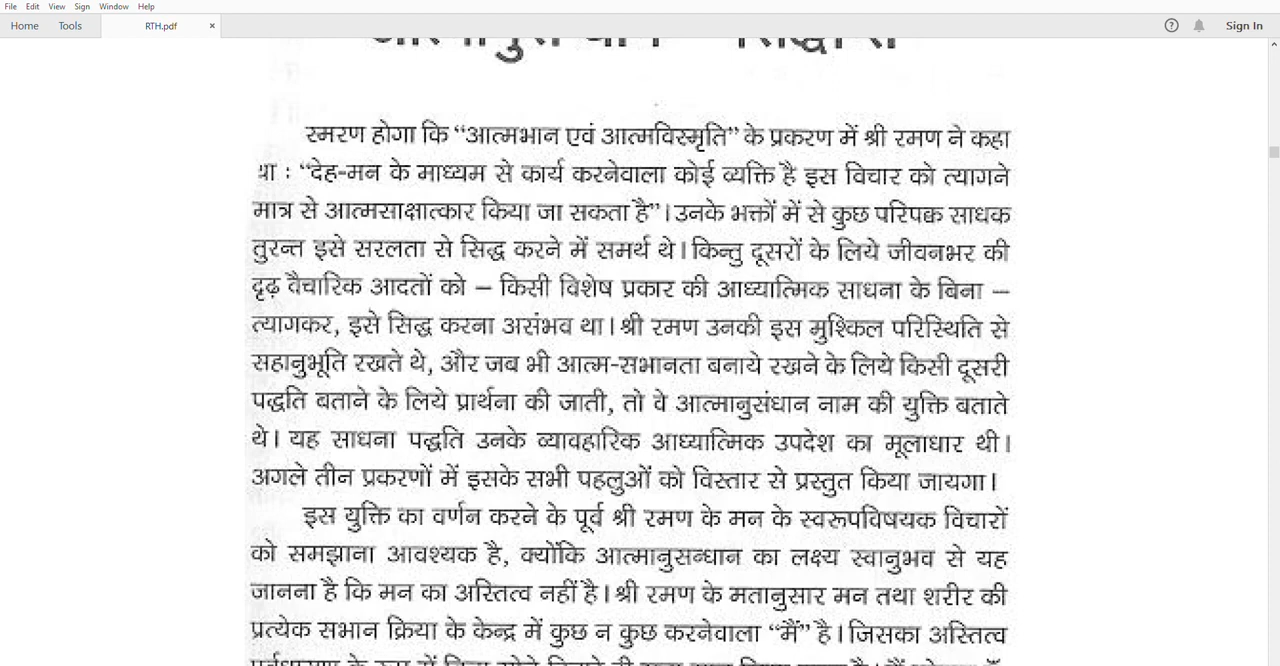 File Edit View Sign Window Help
Home Tools RTH.pdf × ? Sign In
स्मरण होगा कि “आत्मभान एवं आत्मविस्मृति” के प्रकरण में श्री रमण ने कहा
था : “देह-मन के माध्यम से कार्य करनेवाला कोई व्यक्ति है इस विचार को त्यागने
मात्र से आत्मसाक्षात्कार किया जा सकता है” । उनके भक्तों में से कुछ परिपक्व साधक
तुरन्त इसे सरलता से सिद्ध करने में समर्थ थे । किन्तु दूसरों के लिये जीवनभर की
दृढ़ वैचारिक आदतों को – किसी विशेष प्रकार की आध्यात्मिक साधना के बिना –
त्यागकर, इसे सिद्ध करना असंभव था । श्री रमण उनकी इस मुश्किल परिस्थिति से
सहानुभूति रखते थे, और जब भी आत्म-सभानता बनाये रखने के लिये किसी दूसरी
पद्धति बताने के लिये प्रार्थना की जाती, तो वे आत्मानुसंधान नाम की युक्ति बताते
थे । यह साधना पद्धति उनके व्यावहारिक आध्यात्मिक उपदेश का मूलाधार थी ।
अगले तीन प्रकरणों में इसके सभी पहलुओं को विस्तार से प्रस्तुत किया जायगा ।
इस युक्ति का वर्णन करने के पूर्व श्री रमण के मन के स्वरूपविषयक विचारों
को समझाना आवश्यक है, क्योंकि आत्मानुसन्धान का लक्ष्य स्वानुभव से यह
जानना है कि मन का अस्तित्व नहीं है । श्री रमण के मतानुसार मन तथा शरीर की
प्रत्येक सभान क्रिया के केन्द्र में कुछ न कुछ करनेवाला “मैं” है । जिसका अस्तित्व